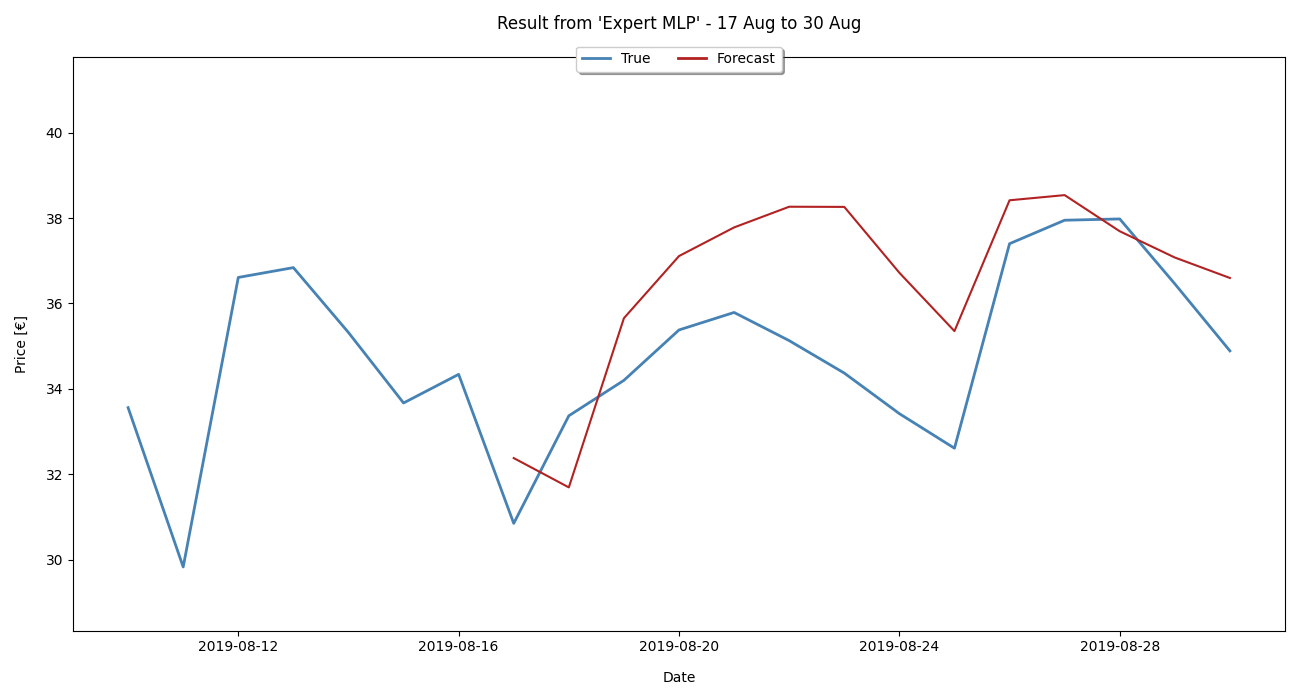 Result from 'Expert MLP' - 17 Aug to 30 Aug
True Forecast
Price [€]
40
38
36
34
32
30
2019-08-12 2019-08-16 2019-08-20 2019-08-24 2019-08-28
Date